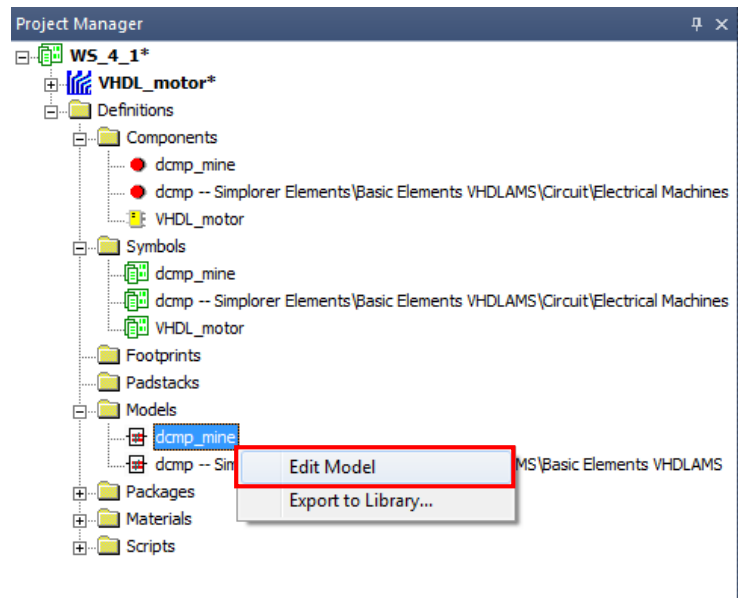 Project Manager
WS_4_1*
VHDL_motor*
Definitions
Components
dcmp_mine
dcmp -- Simplorer Elements\Basic Elements VHDLAMS\Circuit\Electrical Machines
VHDL_motor
Symbols
dcmp_mine
dcmp -- Simplorer Elements\Basic Elements VHDLAMS\Circuit\Electrical Machines
VHDL_motor
Footprints
Padstacks
Models
dcmp_mine
Edit Model
dcmp -- Sim MS\Basic Elements VHDLAMS
Export to Library...
Packages
Materials
Scripts